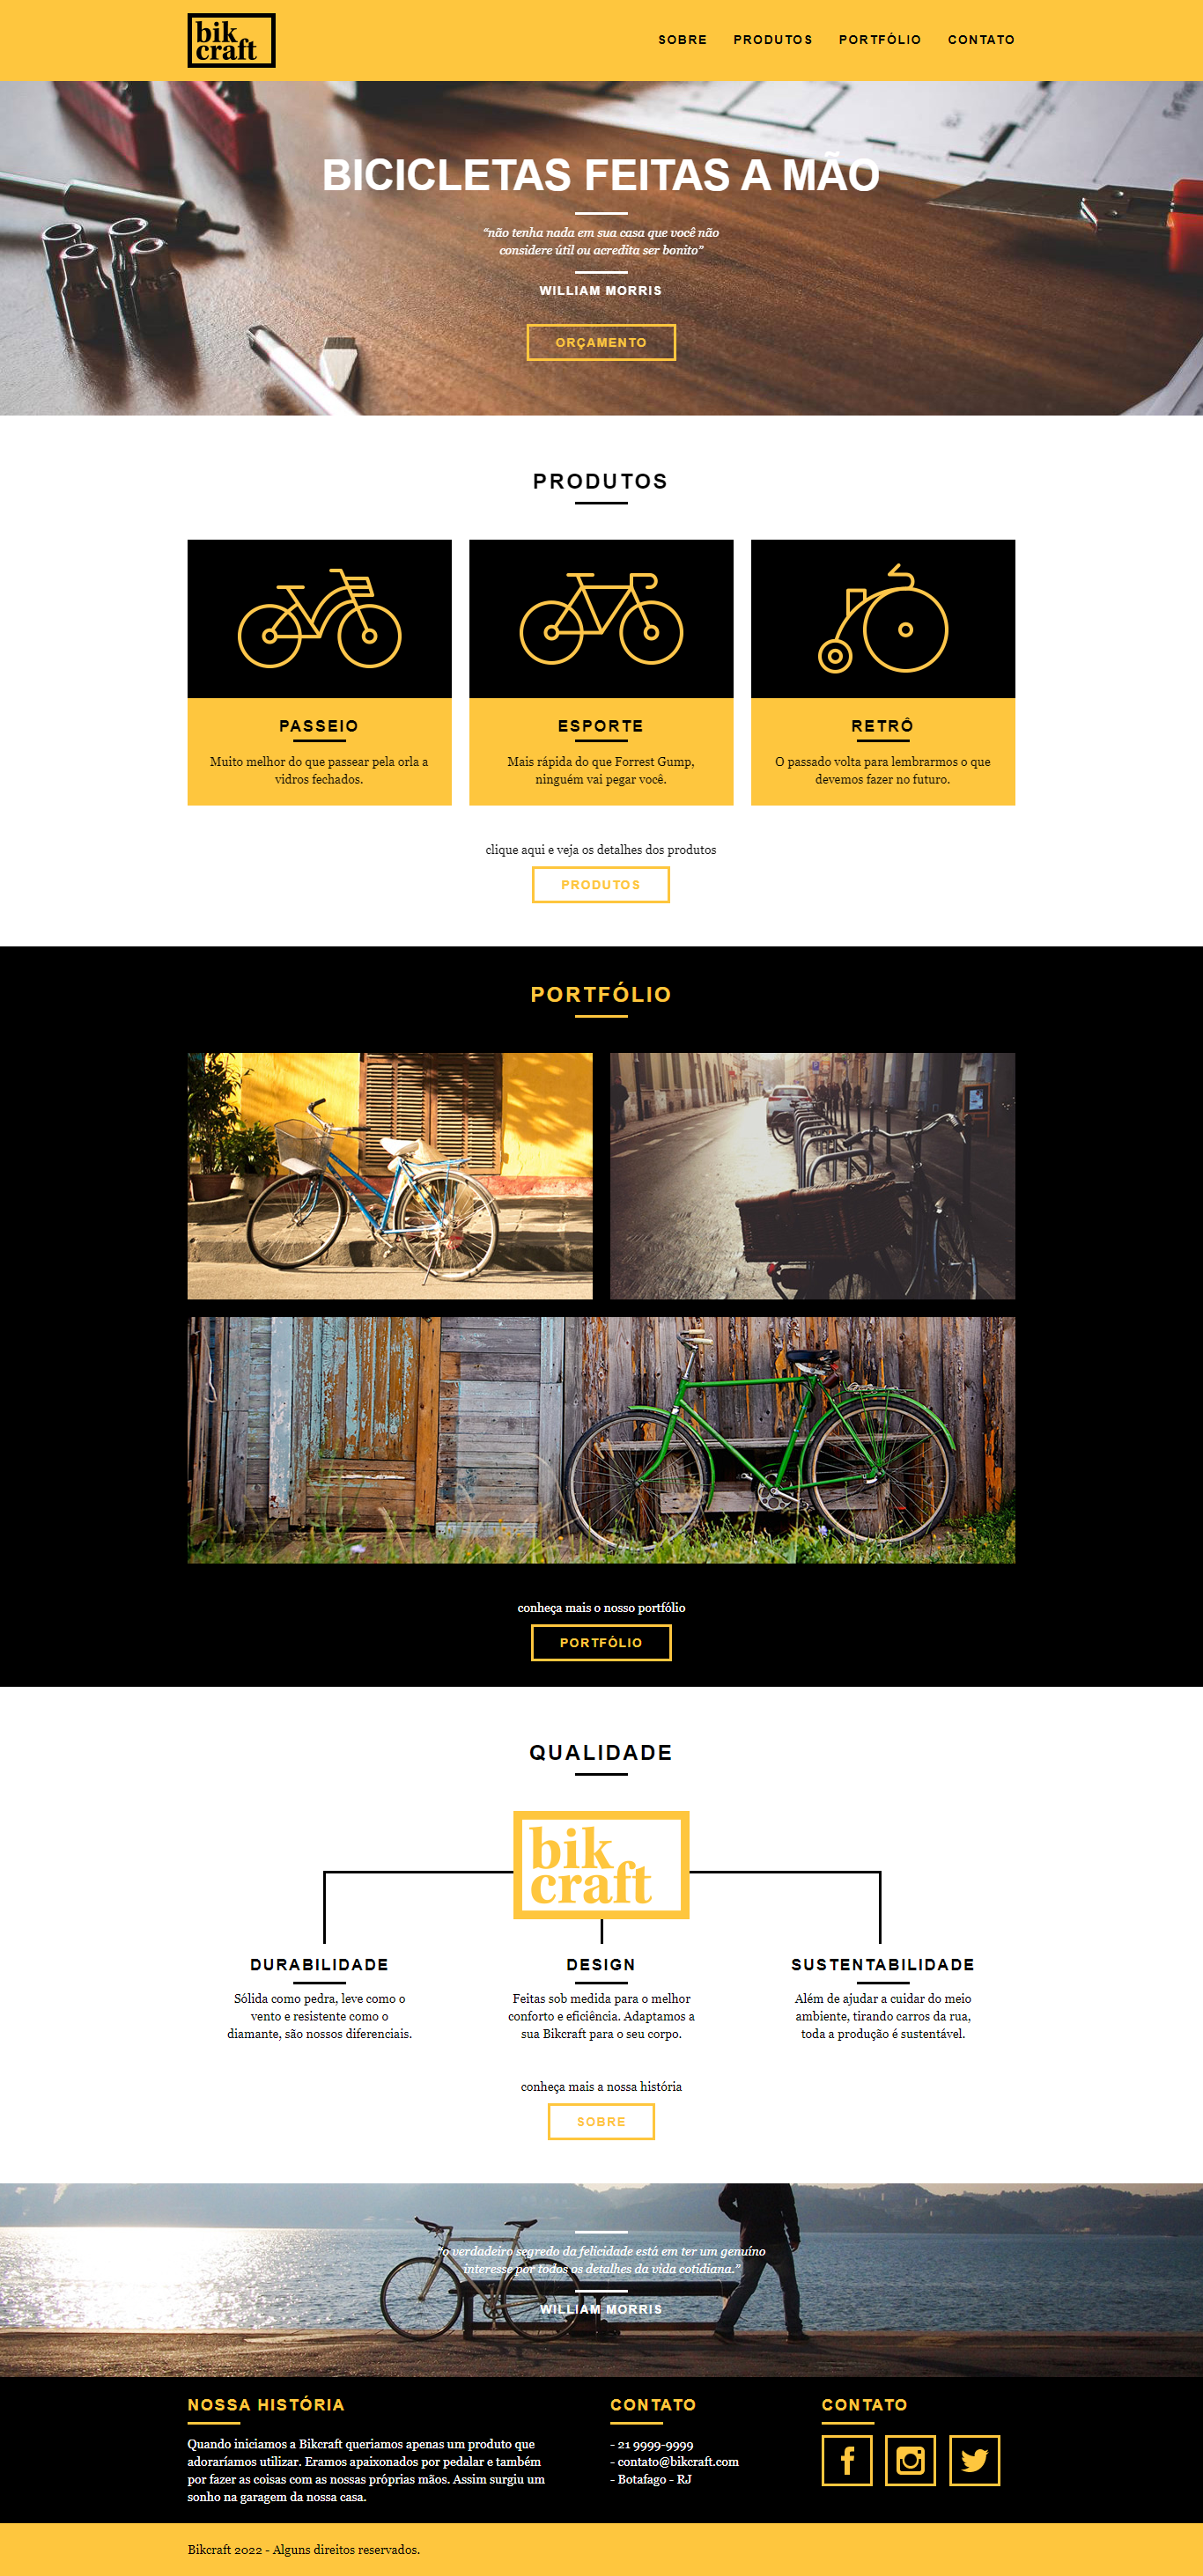 bik
craft
SOBRE PRODUTOS PORTFÓLIO CONTATO
BICICLETAS FEITAS A MÃO
“não tenha nada em sua casa que você não
considere útil ou acredita ser bonito”
WILLIAM MORRIS
ORÇAMENTO
PRODUTOS
PASSEIO
Muito melhor do que passear pela orla a
vidros fechados.
ESPORTE
Mais rápida do que Forrest Gump,
ninguém vai pegar você.
RETRÔ
O passado volta para lembrarmos o que
devemos fazer no futuro.
clique aqui e veja os detalhes dos produtos
PRODUTOS
PORTFÓLIO
conheça mais o nosso portfólio
PORTFÓLIO
QUALIDADE
bik
craft
DURABILIDADE
Sólida como pedra, leve como o
vento e resistente como o
diamante, são nossos diferenciais.
DESIGN
Feitas sob medida para o melhor
conforto e eficiência. Adaptamos a
sua Bikcraft para o seu corpo.
SUSTENTABILIDADE
Além de ajudar a cuidar do meio
ambiente, tirando carros da rua,
toda a produção é sustentável.
conheça mais a nossa história
SOBRE
“o verdadeiro segredo da felicidade está em ter um genuíno
interesse por todos os detalhes da vida cotidiana.”
WILLIAM MORRIS
NOSSA HISTÓRIA
Quando iniciamos a Bikcraft queriamos apenas um produto que
adoraríamos utilizar. Eramos apaixonados por pedalar e também
por fazer as coisas com as nossas próprias mãos. Assim surgiu um
sonho na garagem da nossa casa.
CONTATO
- 21 9999-9999
- contato@bikcraft.com
- Botafago - RJ
CONTATO
Bikcraft 2022 - Alguns direitos reservados.